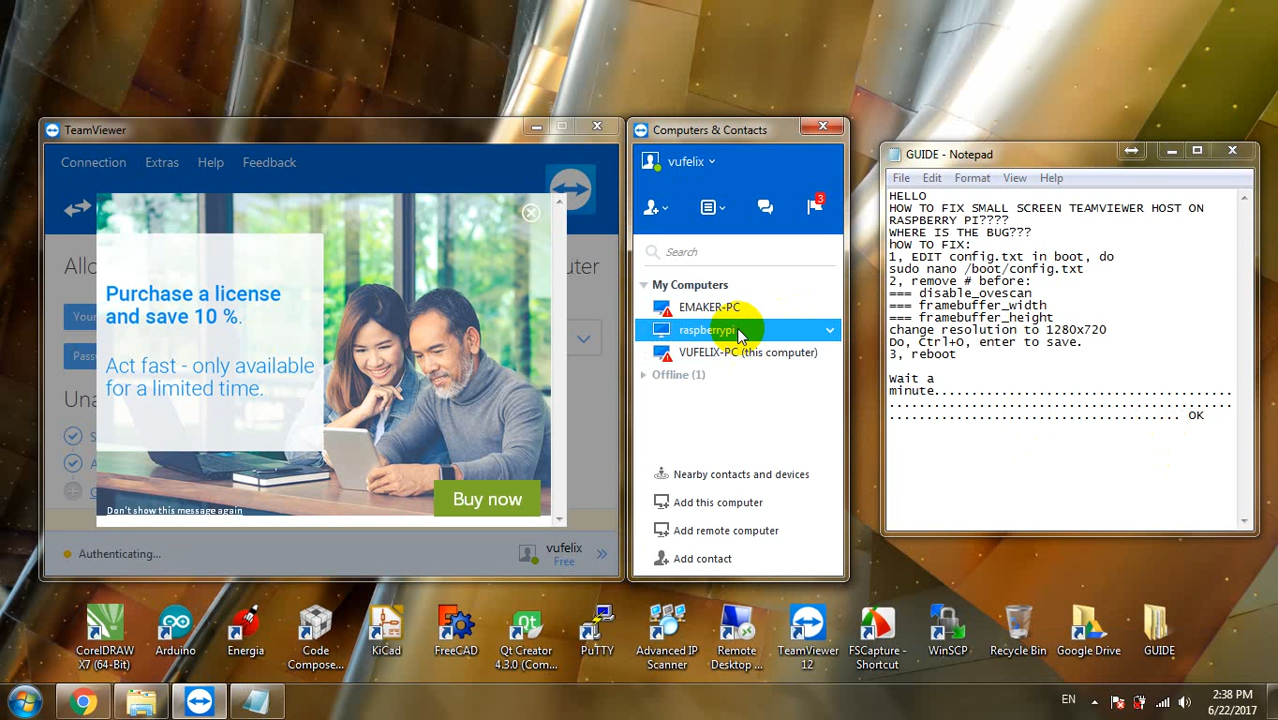 TeamViewer
Connection Extras Help Feedback
Allo
computer
Your
Pass
Una
Purchase a license
and save 10 %.
Act fast - only available
for a limited time.
Buy now
Don't show this message again
Authenticating...
vufelix
Free
Computers & Contacts
vufelix
3
Search
My Computers
EMAKER-PC
raspberrypi
VUFELIX-PC (this computer)
Offline (1)
Nearby contacts and devices
Add this computer
Add remote computer
Add contact
GUIDE - Notepad
File Edit Format View Help
HELLO
HOW TO FIX SMALL SCREEN TEAMVIEWER HOST ON
RASPBERRY PI????
WHERE IS THE BUG???
hOW TO FIX:
1, EDIT config.txt in boot, do
sudo nano /boot/config.txt
2, remove # before:
=== disable_ovescan
=== framebuffer_width
=== framebuffer_height
change resolution to 1280x720
Do, Ctrl+O, enter to save.
3, reboot
Wait a
minute.........................................
...............................................
........................................ OK
CorelDRAW X7 (64-Bit)
Arduino
Energia
Code Compose...
KiCad
FreeCAD
Qt Creator 4.3.0 (Com...
PuTTY
Advanced IP Scanner
Remote Desktop ...
TeamViewer 12
FSCapture - Shortcut
WinSCP
Recycle Bin
Google Drive
GUIDE
EN
2:38 PM
6/22/2017